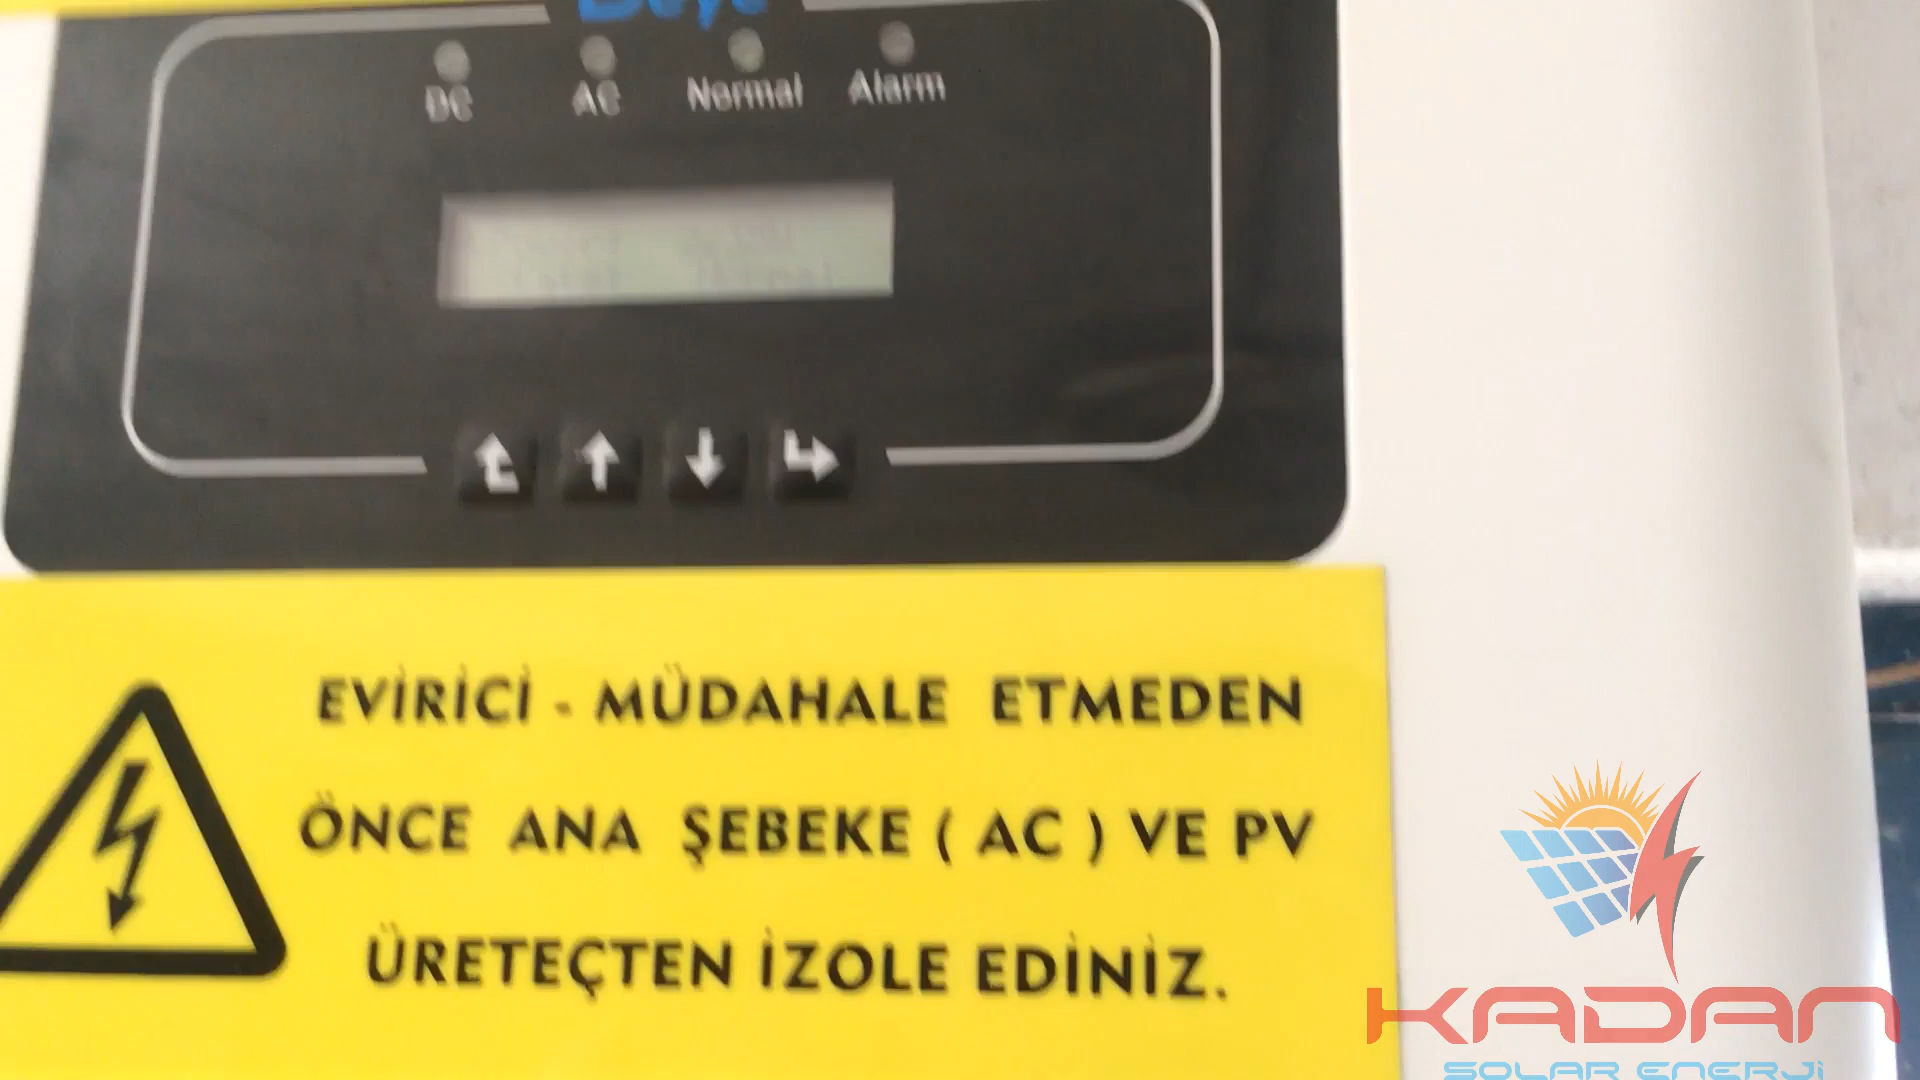 Deye
DC AC Normal Alarm
EVİRİCİ - MÜDAHALE ETMEDEN
ÖNCE ANA ŞEBEKE ( AC ) VE PV
ÜRETEÇTEN İZOLE EDİNİZ.
KADAN
SOLAR ENERJİ